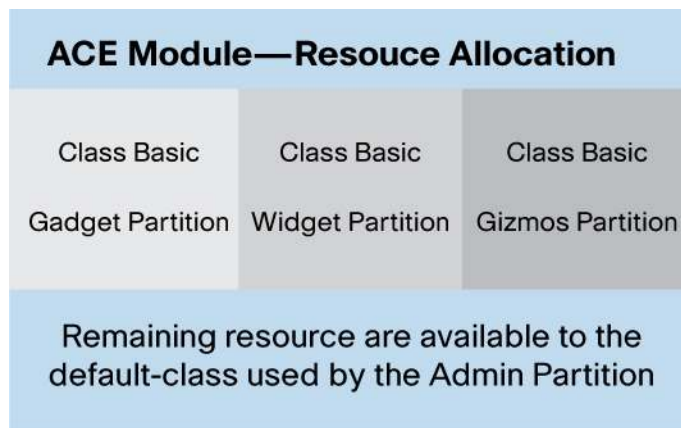 ACE Module—Resouce Allocation
Class Basic
Gadget Partition
Class Basic
Widget Partition
Class Basic
Gizmos Partition
Remaining resource are available to the
default-class used by the Admin Partition